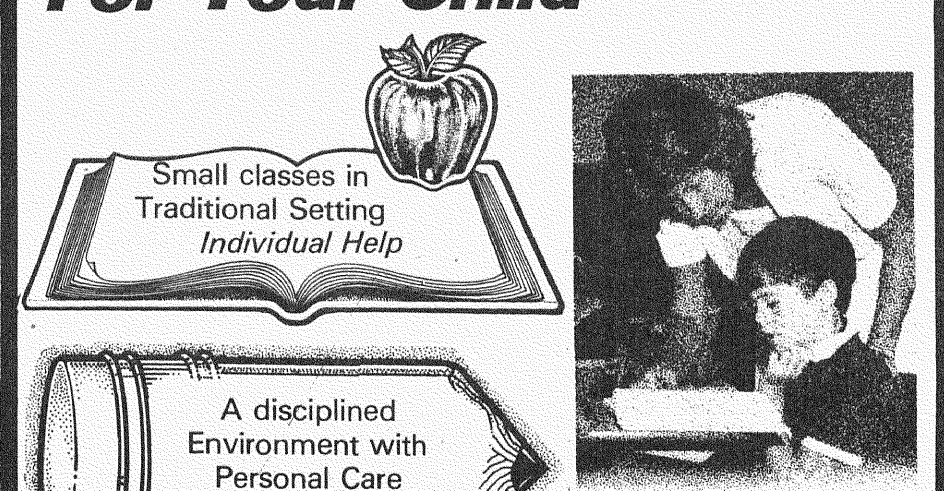 For Your Child
Small classes in
Traditional Setting
Individual Help
A disciplined
Environment with
Personal Care